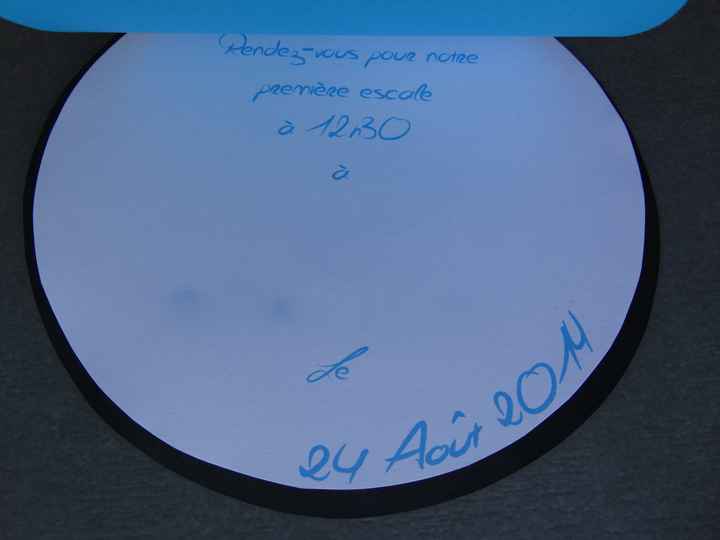 Rendez-vous pour notre
première escale
à 12h30
à
Le
24 Août 2014